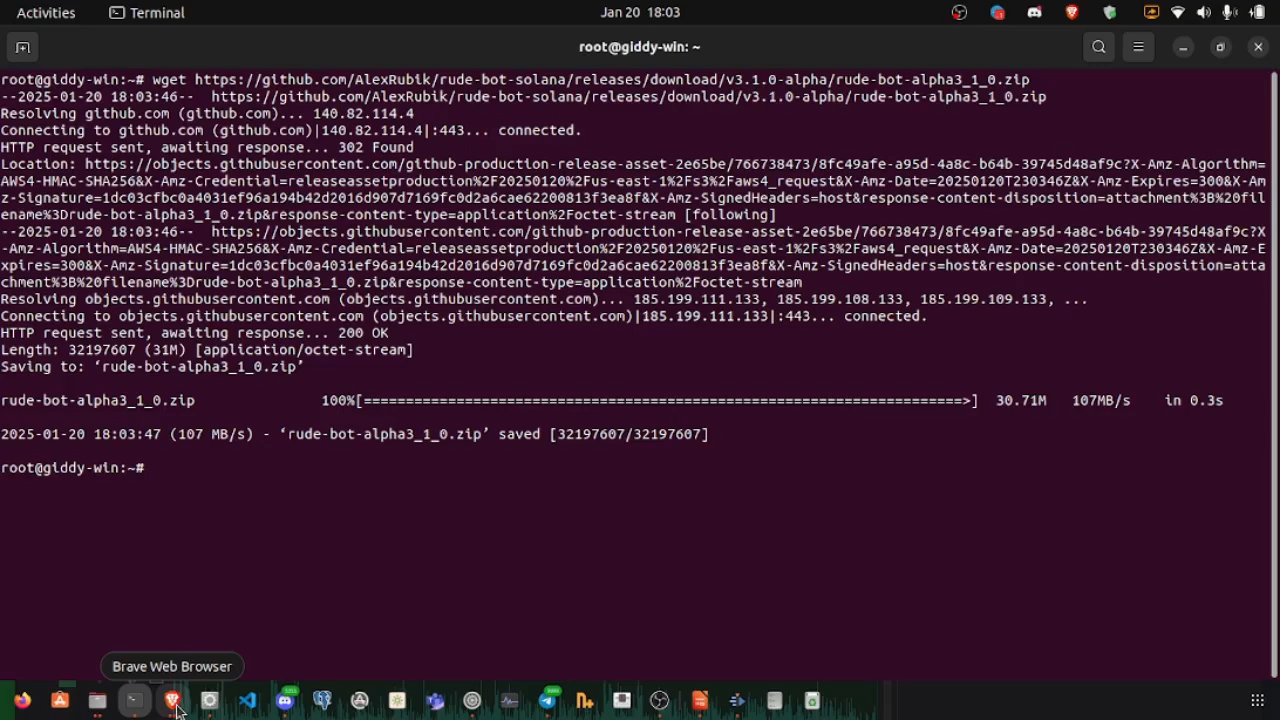 Activities Terminal Jan 20 18:03
root@giddy-win: ~
root@giddy-win:~# wget https://github.com/AlexRubik/rude-bot-solana/releases/download/v3.1.0-alpha/rude-bot-alpha3_1_0.zip
--2025-01-20 18:03:46--  https://github.com/AlexRubik/rude-bot-solana/releases/download/v3.1.0-alpha/rude-bot-alpha3_1_0.zip
Resolving github.com (github.com)... 140.82.114.4
Connecting to github.com (github.com)|140.82.114.4|:443... connected.
HTTP request sent, awaiting response... 302 Found
Location: https://objects.githubusercontent.com/github-production-release-asset-2e65be/766738473/8fc49afe-a95d-4a8c-b64b-39745d48af9c?X-Amz-Algorithm=
AWS4-HMAC-SHA256&X-Amz-Credential=releaseassetproduction%2F20250120%2Fus-east-1%2Fs3%2Faws4_request&X-Amz-Date=20250120T230346Z&X-Amz-Expires=300&X-Am
z-Signature=1dc03cfbc0a4031ef96a194b42d2016d907d7169fc0d2a6cae62200813f3ea8f&X-Amz-SignedHeaders=host&response-content-disposition=attachment%3B%20fil
ename%3Drude-bot-alpha3_1_0.zip&response-content-type=application%2Foctet-stream [following]
--2025-01-20 18:03:46--  https://objects.githubusercontent.com/github-production-release-asset-2e65be/766738473/8fc49afe-a95d-4a8c-b64b-39745d48af9c?X
-Amz-Algorithm=AWS4-HMAC-SHA256&X-Amz-Credential=releaseassetproduction%2F20250120%2Fus-east-1%2Fs3%2Faws4_request&X-Amz-Date=20250120T230346Z&X-Amz-E
xpires=300&X-Amz-Signature=1dc03cfbc0a4031ef96a194b42d2016d907d7169fc0d2a6cae62200813f3ea8f&X-Amz-SignedHeaders=host&response-content-disposition=atta
chment%3B%20filename%3Drude-bot-alpha3_1_0.zip&response-content-type=application%2Foctet-stream
Resolving objects.githubusercontent.com (objects.githubusercontent.com)... 185.199.111.133, 185.199.108.133, 185.199.109.133, ...
Connecting to objects.githubusercontent.com (objects.githubusercontent.com)|185.199.111.133|:443... connected.
HTTP request sent, awaiting response... 200 OK
Length: 32197607 (31M) [application/octet-stream]
Saving to: ‘rude-bot-alpha3_1_0.zip’
rude-bot-alpha3_1_0.zip 100%[=======================================================================>] 30.71M 107MB/s in 0.3s
2025-01-20 18:03:47 (107 MB/s) - ‘rude-bot-alpha3_1_0.zip’ saved [32197607/32197607]
root@giddy-win:~#
Brave Web Browser